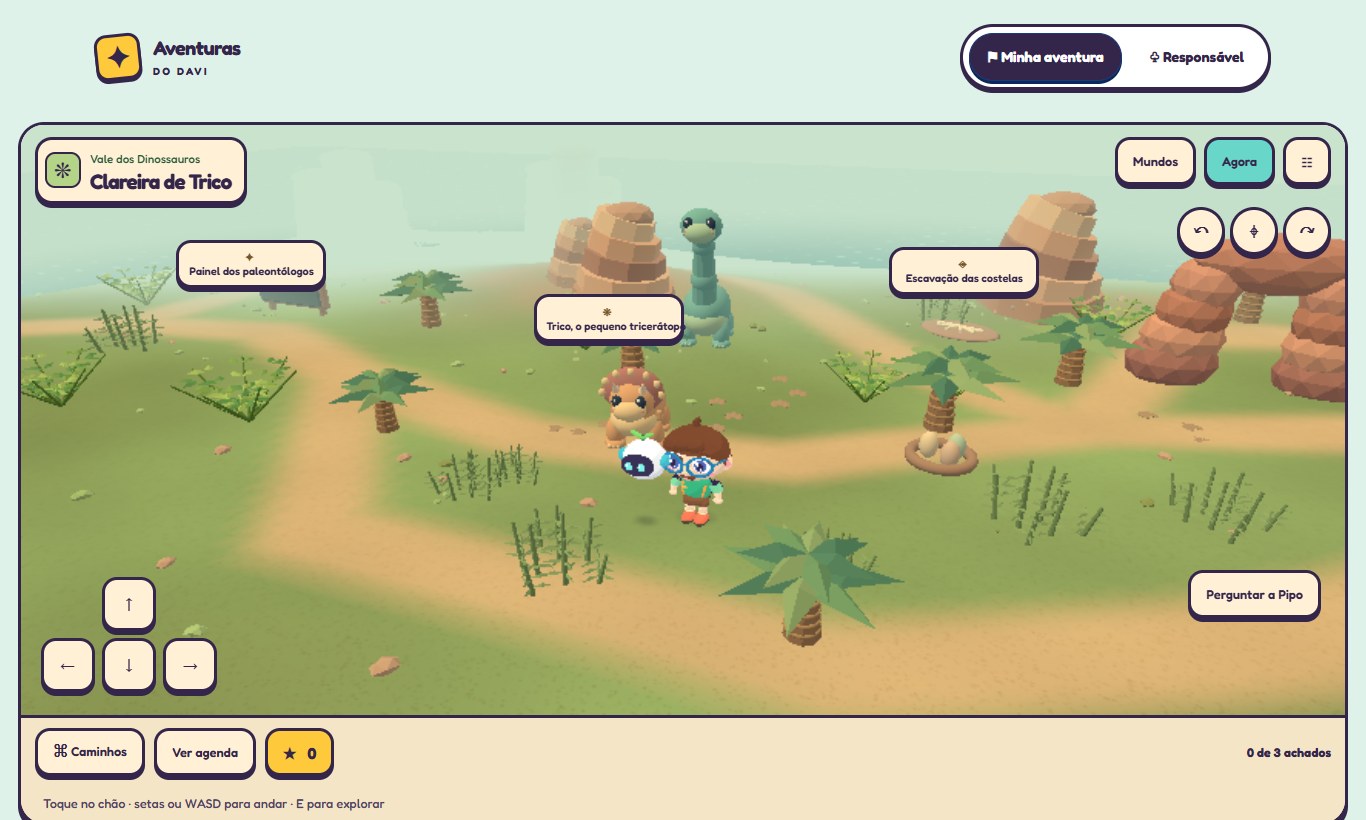 Aventuras
DO DAVI
Minha aventura
Responsável
Vale dos Dinossauros
Clareira de Trico
Mundos
Agora
Painel dos paleontólogos
Escavação das costelas
Trico, o pequeno tricerátopo
Perguntar a Pipo
Caminhos
Ver agenda
★ 0
0 de 3 achados
Toque no chão · setas ou WASD para andar · E para explorar